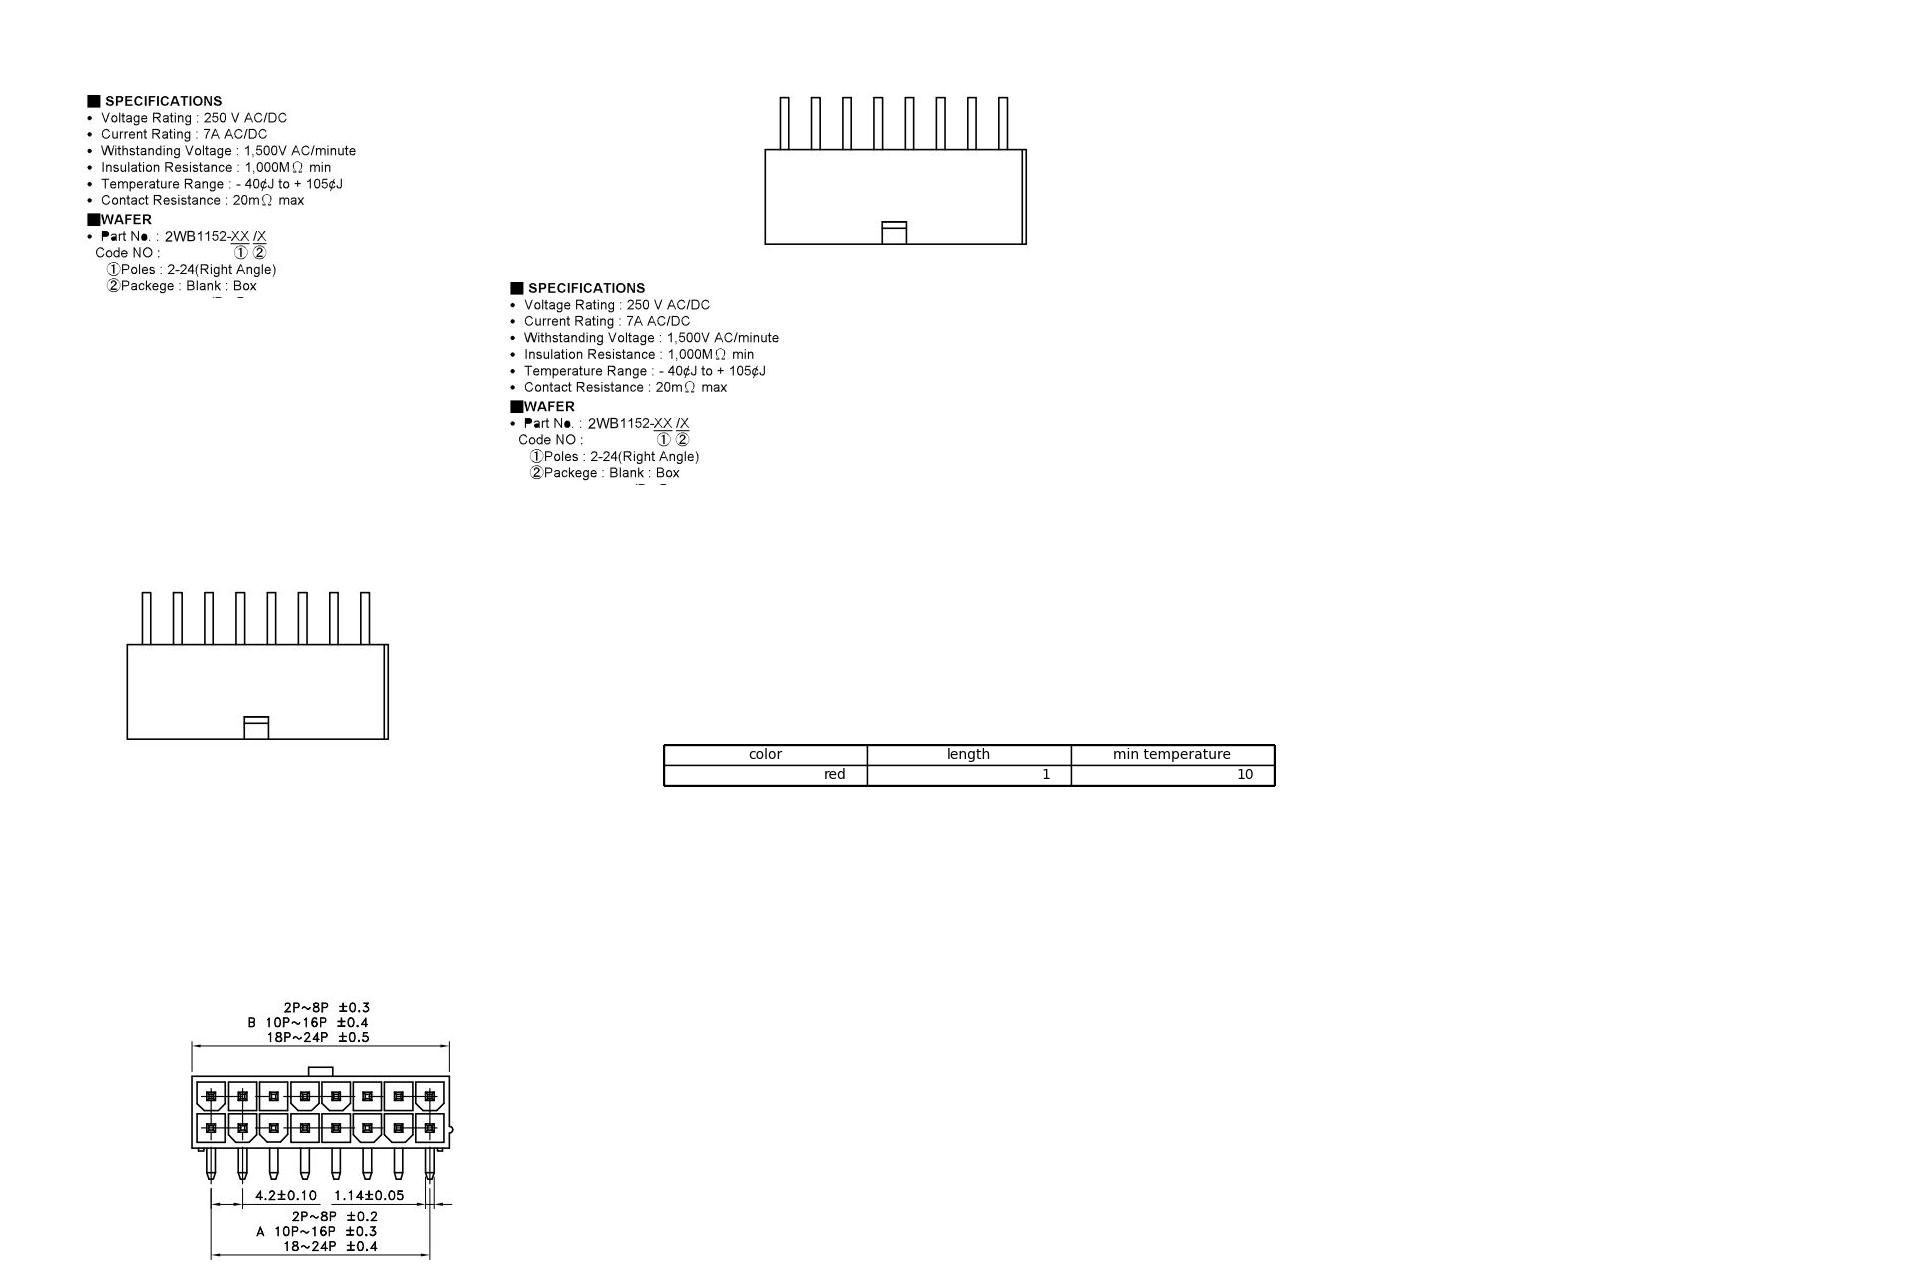 ■ SPECIFICATIONS
• Voltage Rating : 250 V AC/DC
• Current Rating : 7A AC/DC
• Withstanding Voltage : 1,500V AC/minute
• Insulation Resistance : 1,000MΩ min
• Temperature Range : - 40¢J to + 105¢J
• Contact Resistance : 20mΩ max
■WAFER
• Part No. : 2WB1152-XX /X
Code NO : ① ②
①Poles : 2-24(Right Angle)
②Packege : Blank : Box
■ SPECIFICATIONS
• Voltage Rating : 250 V AC/DC
• Current Rating : 7A AC/DC
• Withstanding Voltage : 1,500V AC/minute
• Insulation Resistance : 1,000MΩ min
• Temperature Range : - 40¢J to + 105¢J
• Contact Resistance : 20mΩ max
■WAFER
• Part No. : 2WB1152-XX /X
Code NO : ① ②
①Poles : 2-24(Right Angle)
②Packege : Blank : Box
color length min temperature
red 1 10
2P~8P ±0.3
B 10P~16P ±0.4
18P~24P ±0.5
4.2±0.10 1.14±0.05
2P~8P ±0.2
A 10P~16P ±0.3
18~24P ±0.4